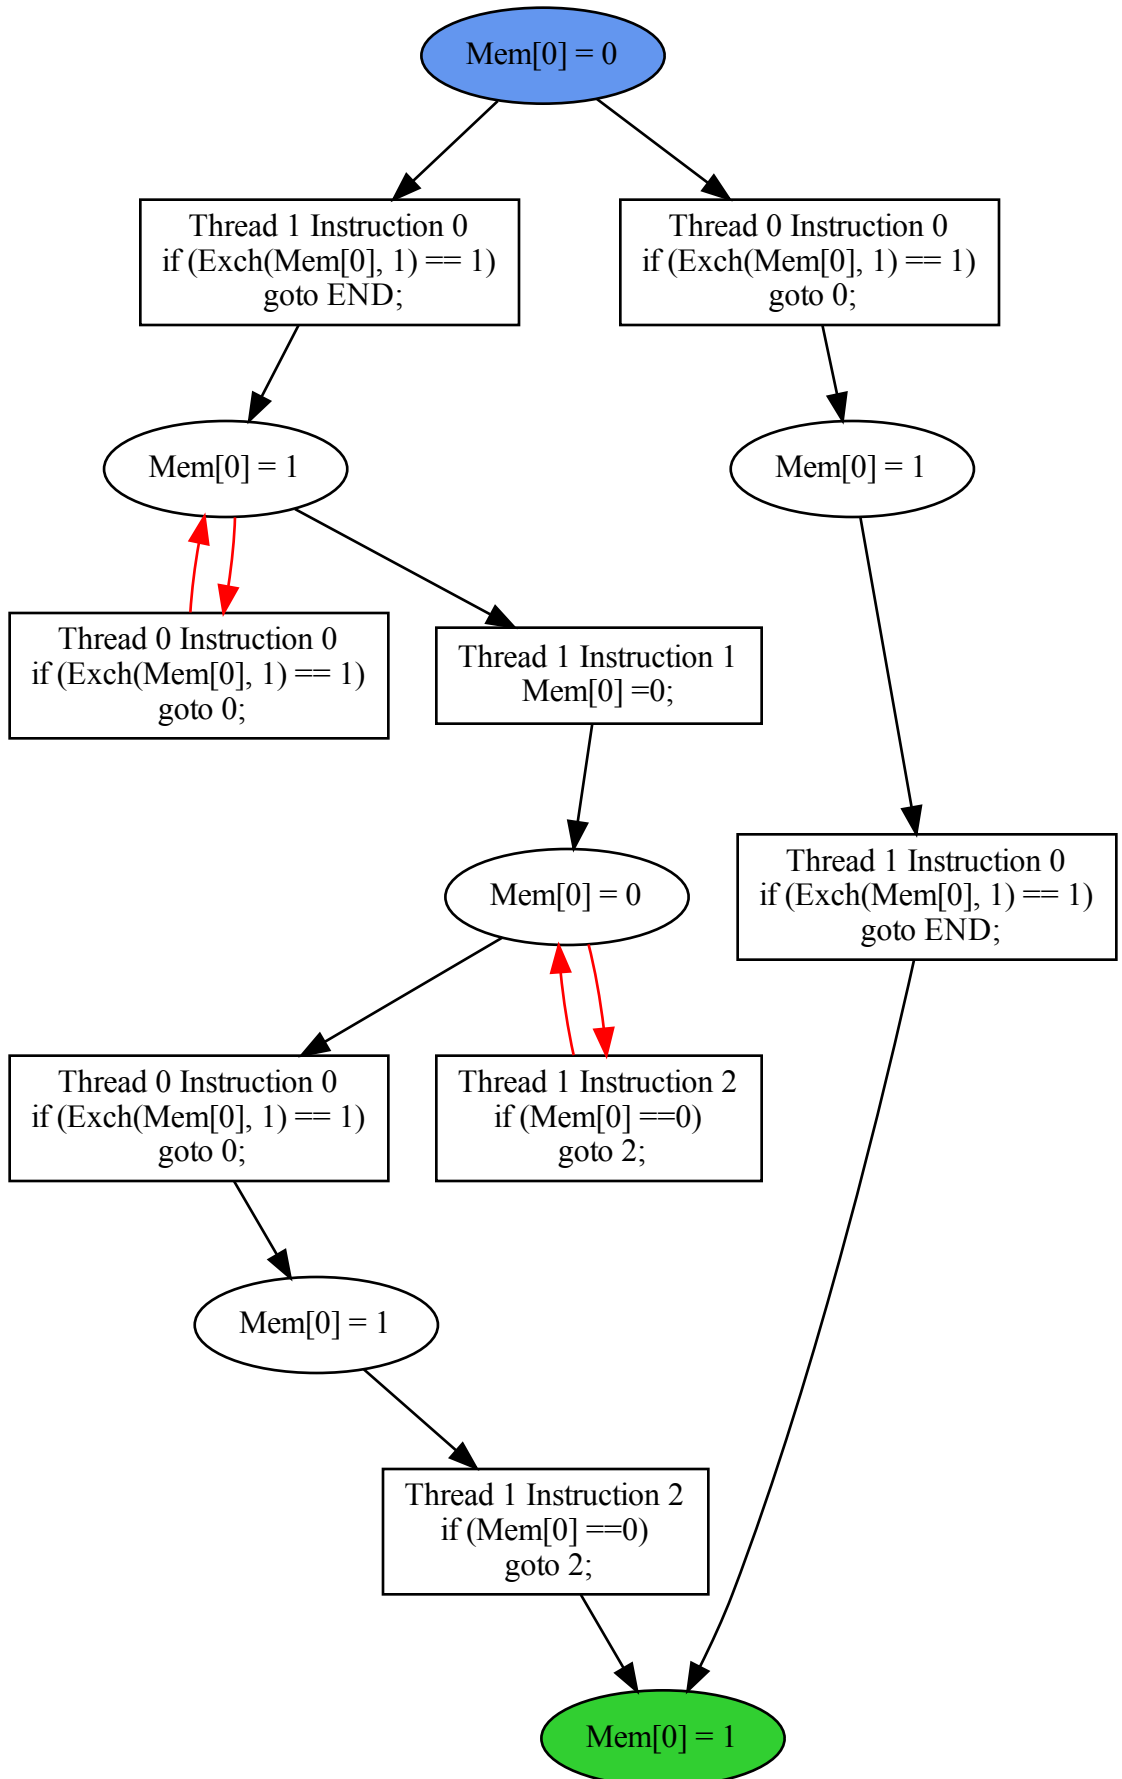 Mem[0] = 0
Thread 1 Instruction 0
if (Exch(Mem[0], 1) == 1)
goto END;
Thread 0 Instruction 0
if (Exch(Mem[0], 1) == 1)
goto 0;
Mem[0] = 1
Mem[0] = 1
Thread 0 Instruction 0
if (Exch(Mem[0], 1) == 1)
goto 0;
Thread 1 Instruction 1
Mem[0] =0;
Mem[0] = 0
Thread 1 Instruction 0
if (Exch(Mem[0], 1) == 1)
goto END;
Thread 0 Instruction 0
if (Exch(Mem[0], 1) == 1)
goto 0;
Thread 1 Instruction 2
if (Mem[0] ==0)
goto 2;
Mem[0] = 1
Thread 1 Instruction 2
if (Mem[0] ==0)
goto 2;
Mem[0] = 1